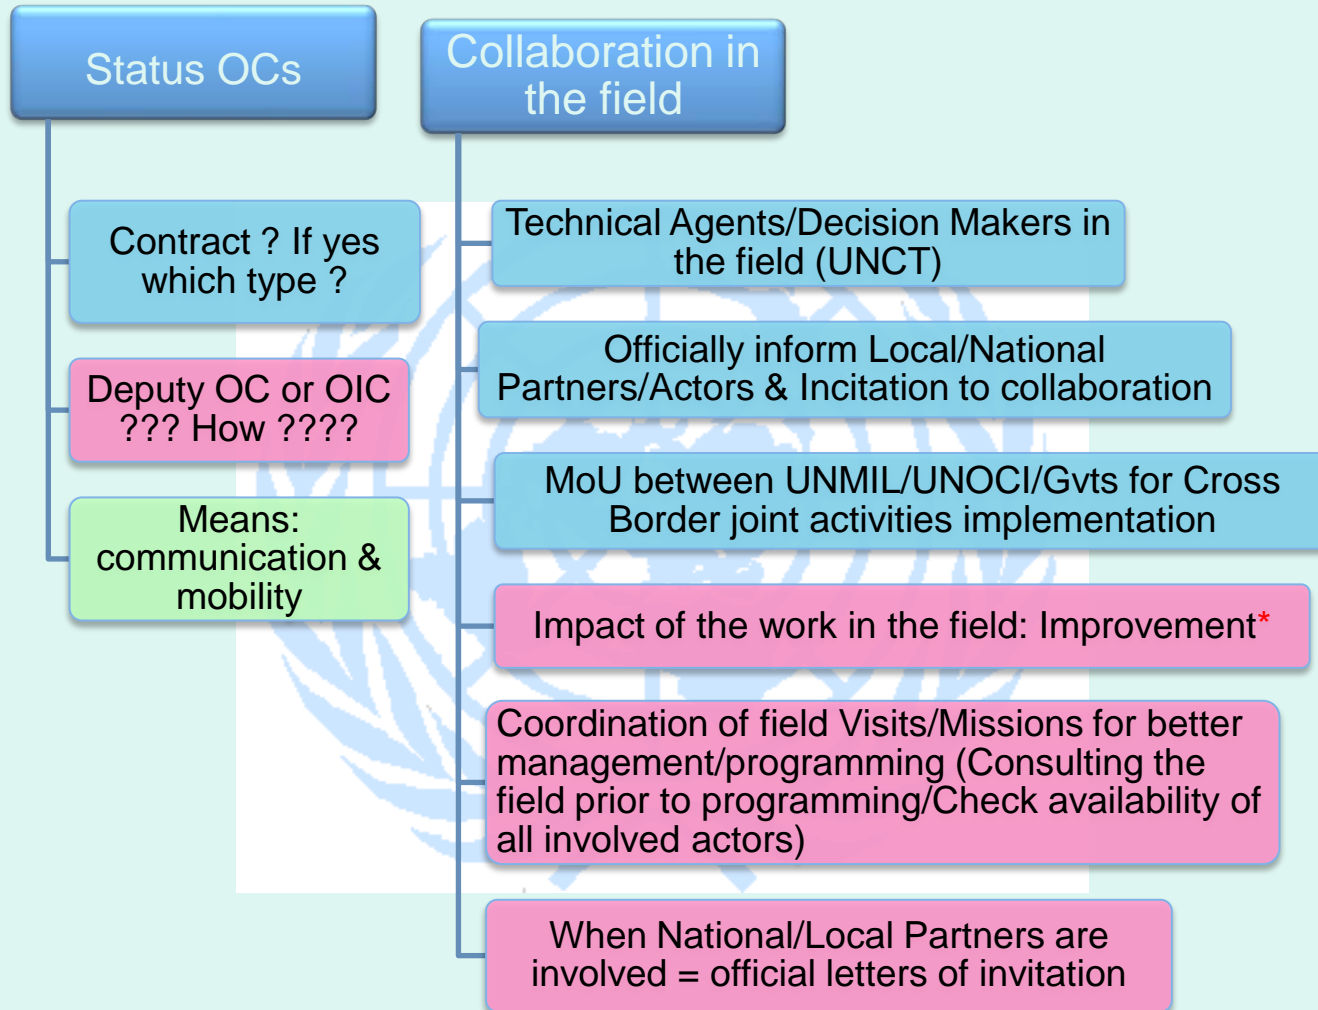 Status OCs
Contract ? If yes
which type ?
Deputy OC or OIC
??? How ????
Means:
communication &
mobility
Collaboration in
the field
Technical Agents/Decision Makers in
the field (UNCT)
Officially inform Local/National
Partners/Actors & Incitation to collaboration
MoU between UNMIL/UNOCI/Gvts for Cross
Border joint activities implementation
Impact of the work in the field: Improvement*
Coordination of field Visits/Missions for better
management/programming (Consulting the
field prior to programming/Check availability of
all involved actors)
When National/Local Partners are
involved = official letters of invitation